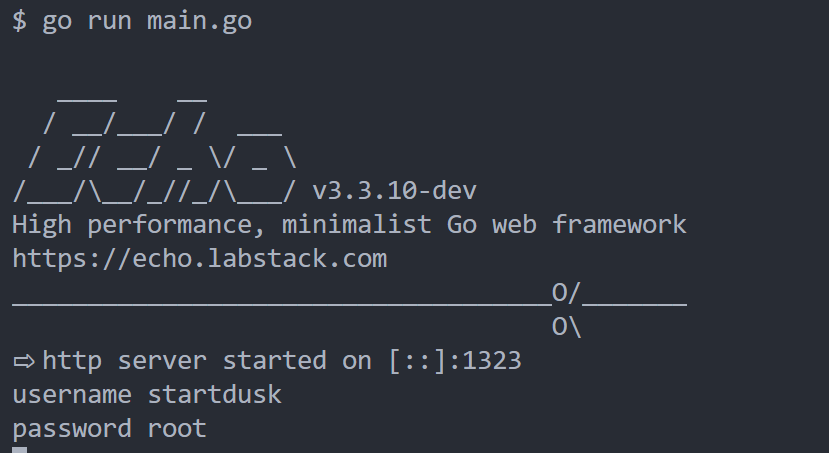 $ go run main.go
   ____    __
  / __/___/ /  ___
 / _// __/ _ \/ _ \
/___/\__/_//_/\___/ v3.3.10-dev
High performance, minimalist Go web framework
https://echo.labstack.com
____________________________________O/_______
                                    O\
⇨ http server started on [::]:1323
username startdusk
password root